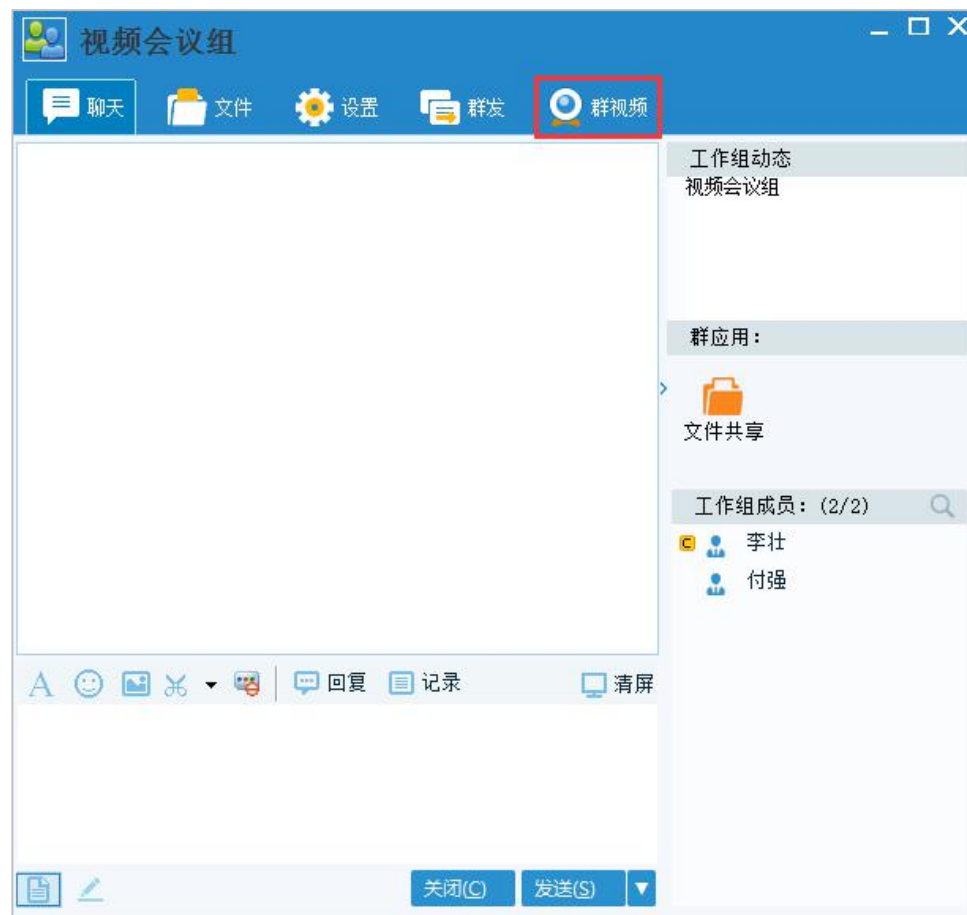 视频会议组
聊天 文件 设置 群发 群视频
工作组动态
视频会议组
群应用：
文件共享
工作组成员：(2/2)
C 李壮
付强
A 回复 记录 清屏
关闭(C) 发送(S)